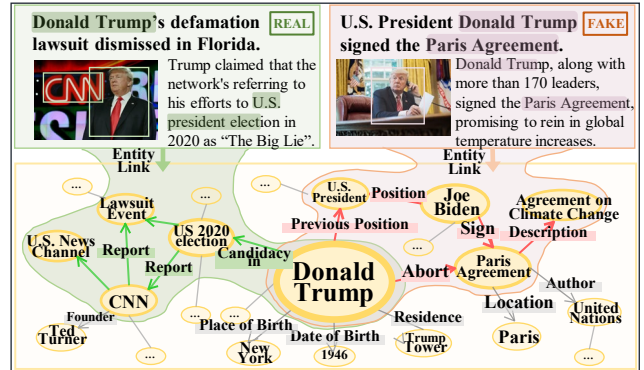 Donald Trump's defamation
lawsuit dismissed in Florida.
REAL
Trump claimed that the
network's referring to
his efforts to U.S.
president election in
2020 as “The Big Lie”.
CNN
U.S. President Donald Trump
signed the Paris Agreement.
FAKE
Donald Trump, along with
more than 170 leaders,
signed the Paris Agreement,
promising to rein in global
temperature increases.
Entity
Link
Entity
Link
...
Lawsuit
Event
...
U.S. News
Channel
Report
US 2020
election
Report
Candidacy
in
CNN
Founder
Ted
Turner
...
...
...
Place of Birth
New
York
Date of Birth
1946
Donald
Trump
Residence
Trump
Tower
...
U.S.
President
Position
Previous Position
Joe
Biden
...
Sign
Abort
Paris
Agreement
Agreement on
Climate Change
Description
Location
Paris
Author
United
Nations
...